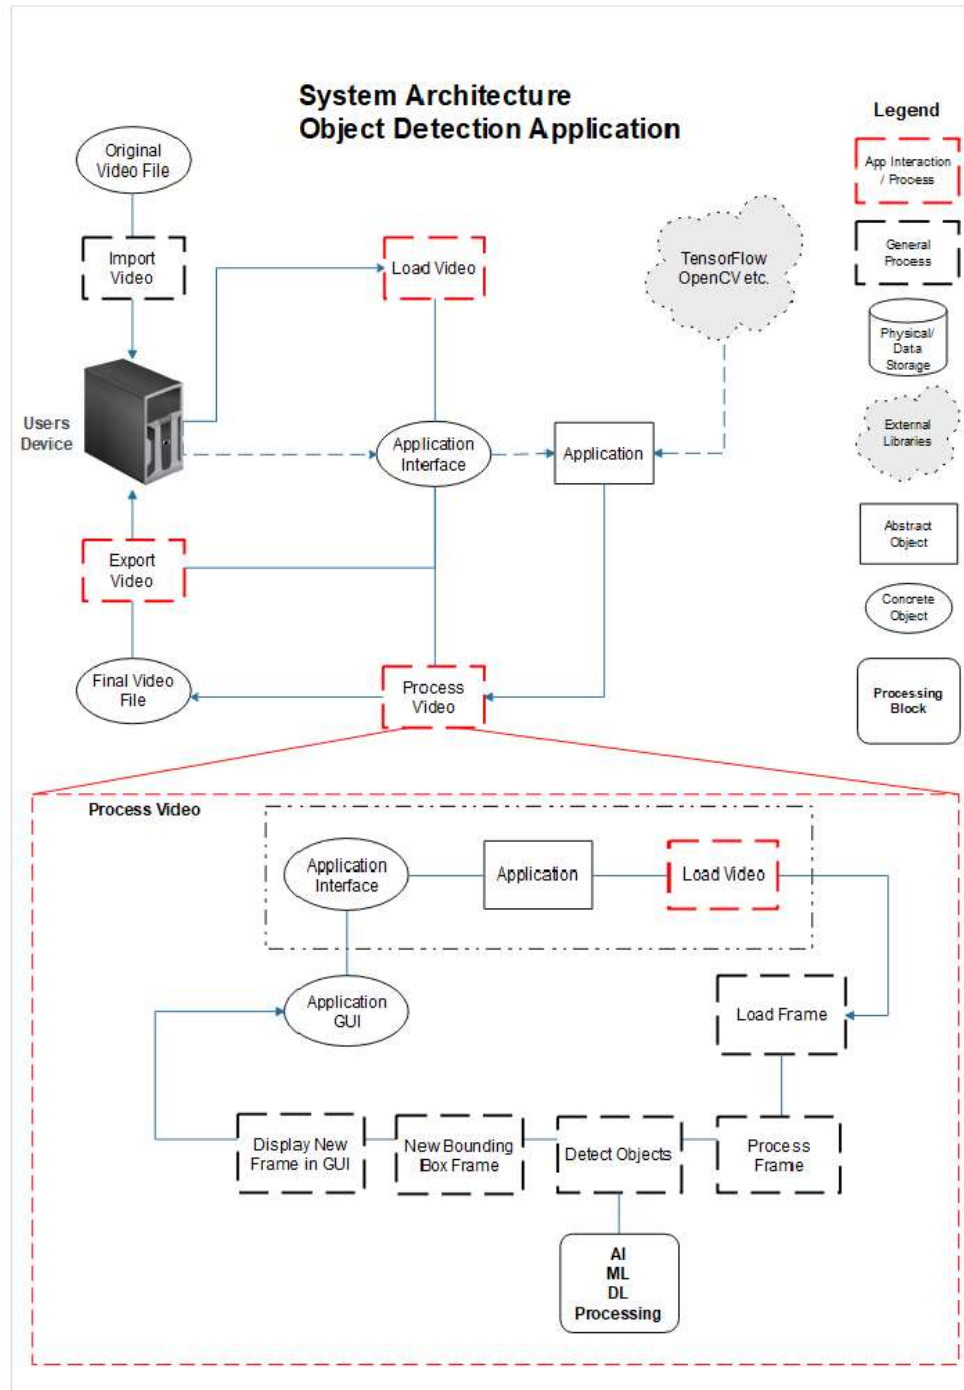 System Architecture
Object Detection Application
Legend
Original
Video File
App Interaction
/ Process
Import
Video
Load Video
TensorFlow
OpenCV etc.
General
Process
Physical/
Data
Storage
Users
Device
Application
Interface
Application
External
Libraries
Abstract
Object
Export
Video
Concrete
Object
Final Video
File
Process
Video
Processing
Block
Process Video
Application
Interface
Application
Load Video
Application
GUI
Load Frame
Display New
Frame in GUI
New Bounding
Box Frame
Detect Objects
Process
Frame
AI
ML
DL
Processing